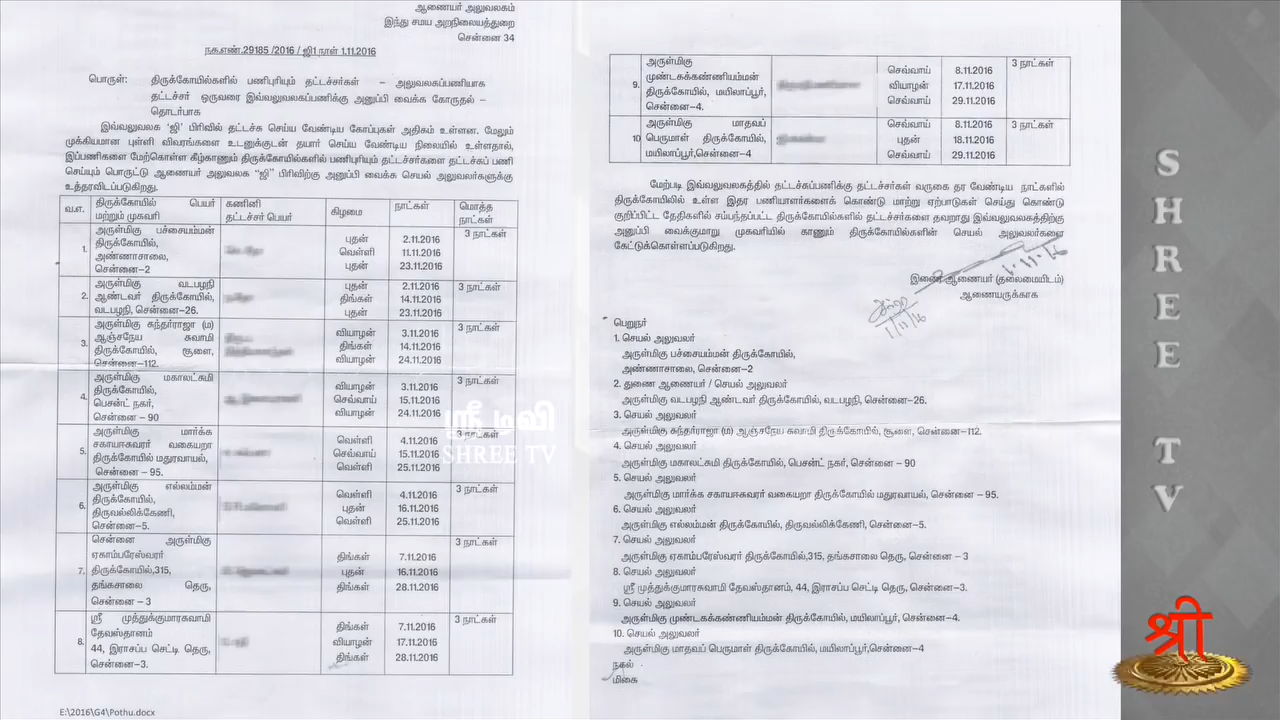 ஆணையர் அலுவலகம்
இந்து சமய அறநிலையத்துறை
சென்னை 34
ந.க.எண்.29185 /2016 / ஜி1 நாள் 1.11.2016
பொருள்: திருக்கோயில்களில் பணிபுரியும் தட்டச்சர்கள் – அலுவலகப்பணியாக
தட்டச்சர் ஒருவரை இவ்வலுவலகப்பணிக்கு அனுப்பி வைக்க கோருதல் –
தொடர்பாக
இவ்வலுவலக 'ஜி' பிரிவில் தட்டச்சு செய்ய வேண்டிய கோப்புகள் அதிகம் உள்ளன. மேலும்
முக்கியமான புள்ளி விவரங்களை உடனுக்குடன் தயார் செய்ய வேண்டிய நிலையில் உள்ளதால்,
இப்பணிகளை மேற்கொள்ள கீழ்காணும் திருக்கோயில்களில் பணிபுரியும் தட்டச்சர்களை தட்டச்சுப் பணி
செய்யும் பொருட்டு ஆணையர் அலுவலக "ஜி" பிரிவிற்கு அனுப்பி வைக்க செயல் அலுவலர்களுக்கு
உத்தரவிடப்படுகிறது.
வ.எ. திருக்கோயில் பெயர் மற்றும் முகவரி கணினி தட்டச்சர் பெயர் கிழமை நாட்கள் மொத்த நாட்கள்
1. அருள்மிகு பச்சையம்மன் 3 நாட்கள்
திருக்கோயில், புதன் 2.11.2016
அண்ணாசாலை, வெள்ளி 11.11.2016
சென்னை–2 புதன் 23.11.2016
2. அருள்மிகு வடபழநி புதன் 2.11.2016 3 நாட்கள்
ஆண்டவர் திருக்கோயில், திங்கள் 14.11.2016
வடபழநி, சென்னை–26. புதன் 23.11.2016
3. அருள்மிகு சுந்தர்ராஜா (ம) வியாழன் 3.11.2016 3 நாட்கள்
ஆஞ்சநேய சுவாமி திங்கள் 14.11.2016
திருக்கோயில், சூளை, வியாழன் 24.11.2016
சென்னை–112.
4. அருள்மிகு மகாலட்சுமி வியாழன் 3.11.2016 3 நாட்கள்
திருக்கோயில், செவ்வாய் 15.11.2016
பெசன்ட் நகர், வியாழன் 24.11.2016
சென்னை – 90
5. அருள்மிகு மார்க்க வெள்ளி 4.11.2016 3 நாட்கள்
சகாயஈசுவரர் வகையறா செவ்வாய் 15.11.2016
திருக்கோயில் மதுரவாயல், வெள்ளி 25.11.2016
சென்னை – 95.
6. அருள்மிகு எல்லம்மன் வெள்ளி 4.11.2016 3 நாட்கள்
திருக்கோயில், புதன் 16.11.2016
திருவல்லிக்கேணி, வெள்ளி 25.11.2016
சென்னை–5.
7. சென்னை அருள்மிகு 3 நாட்கள்
ஏகாம்பரேஸ்வரர் திங்கள் 7.11.2016
திருக்கோயில்,315, புதன் 16.11.2016
தங்கசாலை தெரு, திங்கள் 28.11.2016
சென்னை – 3
8. ஸ்ரீ முத்துக்குமாரசுவாமி திங்கள் 7.11.2016 3 நாட்கள்
தேவஸ்தானம் வியாழன் 17.11.2016
44, இராசப்ப செட்டி தெரு, திங்கள் 28.11.2016
சென்னை–3.
E:\2016\G4\Pothu.docx
9. அருள்மிகு செவ்வாய் 8.11.2016 3 நாட்கள்
முண்டகக்கண்ணியம்மன் வியாழன் 17.11.2016
திருக்கோயில், மயிலாப்பூர், செவ்வாய் 29.11.2016
சென்னை–4.
10 அருள்மிகு மாதவப் செவ்வாய் 8.11.2016 3 நாட்கள்
பெருமாள் திருக்கோயில், புதன் 18.11.2016
மயிலாப்பூர்,சென்னை–4 செவ்வாய் 29.11.2016
மேற்படி இவ்வலுவலகத்தில் தட்டச்சுப்பணிக்கு தட்டச்சர்கள் வருகை தர வேண்டிய நாட்களில்
திருக்கோயிலில் உள்ள இதர பணியாளர்களைக் கொண்டு மாற்று ஏற்பாடுகள் செய்து கொண்டு
குறிப்பிட்ட தேதிகளில் சம்பந்தப்பட்ட திருக்கோயில்களில் தட்டச்சர்களை தவறாது இவ்வலுவலகத்திற்கு
அனுப்பி வைக்குமாறு முகவரியில் காணும் திருக்கோயில்களின் செயல் அலுவலர்களை
கேட்டுக்கொள்ளப்படுகிறது.
இணை ஆணையர் (தலைமையிடம்)
ஆணையருக்காக
1/11/16
பெறுநர்
1. செயல் அலுவலர்
அருள்மிகு பச்சையம்மன் திருக்கோயில்,
அண்ணாசாலை, சென்னை–2
2. துணை ஆணையர் / செயல் அலுவலர்
அருள்மிகு வடபழநி ஆண்டவர் திருக்கோயில், வடபழநி, சென்னை–26.
3. செயல் அலுவலர்
அருள்மிகு சுந்தர்ராஜா (ம) ஆஞ்சநேய சுவாமி திருக்கோயில், சூளை, சென்னை–112.
4. செயல் அலுவலர்
அருள்மிகு மகாலட்சுமி திருக்கோயில், பெசன்ட் நகர், சென்னை – 90
5. செயல் அலுவலர்
அருள்மிகு மார்க்க சகாயஈசுவரர் வகையறா திருக்கோயில் மதுரவாயல், சென்னை – 95.
6. செயல் அலுவலர்
அருள்மிகு எல்லம்மன் திருக்கோயில், திருவல்லிக்கேணி, சென்னை–5.
7. செயல் அலுவலர்
அருள்மிகு ஏகாம்பரேஸ்வரர் திருக்கோயில்,315, தங்கசாலை தெரு, சென்னை – 3
8. செயல் அலுவலர்
ஸ்ரீ முத்துக்குமாரசுவாமி தேவஸ்தானம், 44, இராசப்ப செட்டி தெரு, சென்னை–3.
9. செயல் அலுவலர்
அருள்மிகு முண்டகக்கண்ணியம்மன் திருக்கோயில், மயிலாப்பூர், சென்னை–4.
10. செயல் அலுவலர்
அருள்மிகு மாதவப் பெருமாள் திருக்கோயில், மயிலாப்பூர்,சென்னை–4
நகல்
மிகை
ஸ்ரீ டிவி
SHREE TV
SHREE TV
श्री